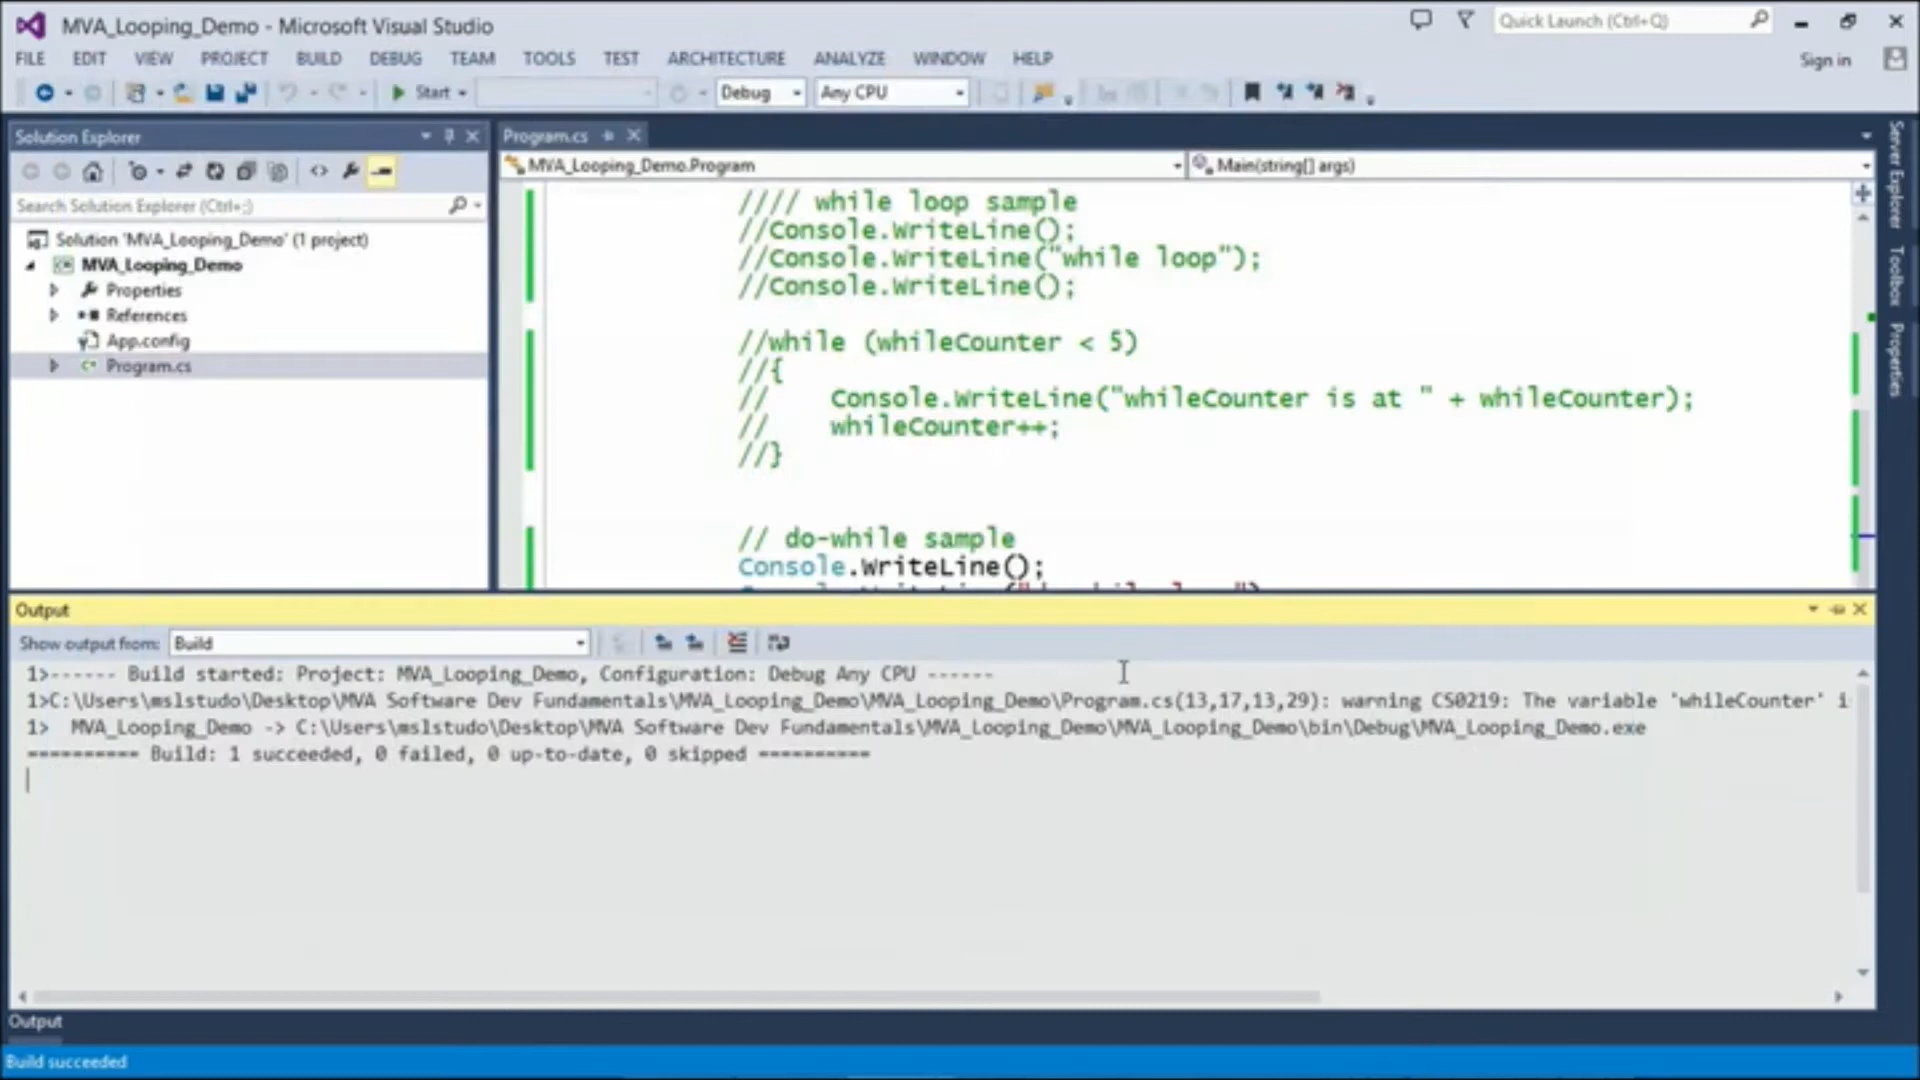 MVA_Looping_Demo - Microsoft Visual Studio
Quick Launch (Ctrl+Q)
FILE EDIT VIEW PROJECT BUILD DEBUG TEAM TOOLS TEST ARCHITECTURE ANALYZE WINDOW HELP
Sign in
Start Debug Any CPU
Solution Explorer
Search Solution Explorer (Ctrl+;)
Solution 'MVA_Looping_Demo' (1 project)
MVA_Looping_Demo
Properties
References
App.config
Program.cs
Program.cs
MVA_Looping_Demo.Program
Main(string[] args)
//// while loop sample
//Console.WriteLine();
//Console.WriteLine("while loop");
//Console.WriteLine();
//while (whileCounter < 5)
//{
//    Console.WriteLine("whileCounter is at " + whileCounter);
//    whileCounter++;
//}
// do-while sample
Console.WriteLine();
Server Explorer
Toolbox
Properties
Output
Show output from: Build
1>------ Build started: Project: MVA_Looping_Demo, Configuration: Debug Any CPU ------
1>C:\Users\mslstudo\Desktop\MVA Software Dev Fundamentals\MVA_Looping_Demo\MVA_Looping_Demo\Program.cs(13,17,13,29): warning CS0219: The variable 'whileCounter' i
1>  MVA_Looping_Demo -> C:\Users\mslstudo\Desktop\MVA Software Dev Fundamentals\MVA_Looping_Demo\MVA_Looping_Demo\bin\Debug\MVA_Looping_Demo.exe
========== Build: 1 succeeded, 0 failed, 0 up-to-date, 0 skipped ==========
Output
Build succeeded